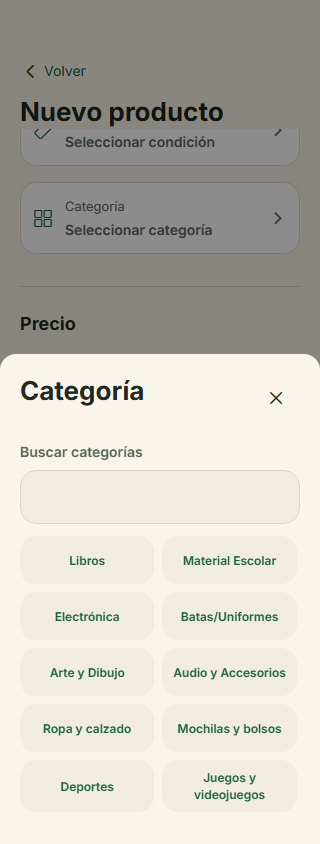 Volver
Nuevo producto
Seleccionar condición
Categoría
Seleccionar categoría
Precio
Categoría
Buscar categorías
Libros
Material Escolar
Electrónica
Batas/Uniformes
Arte y Dibujo
Audio y Accesorios
Ropa y calzado
Mochilas y bolsos
Deportes
Juegos y
videojuegos